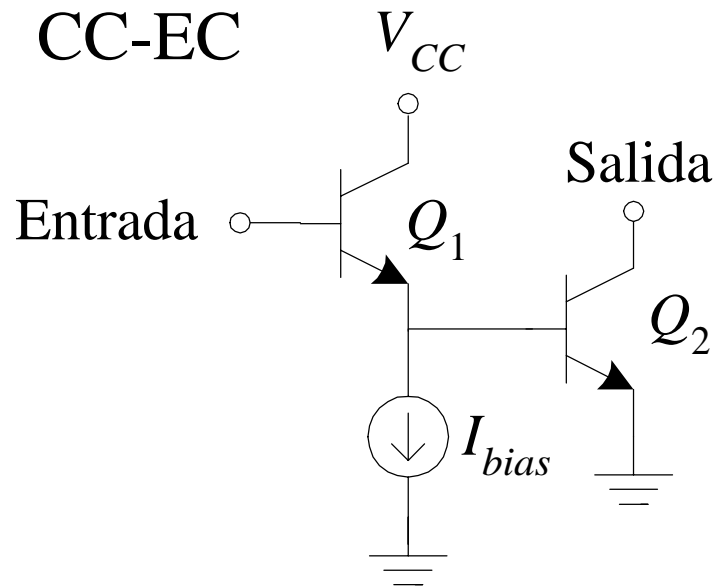 CC-EC
V_CC
Entrada
Q_1
Salida
Q_2
I_bias